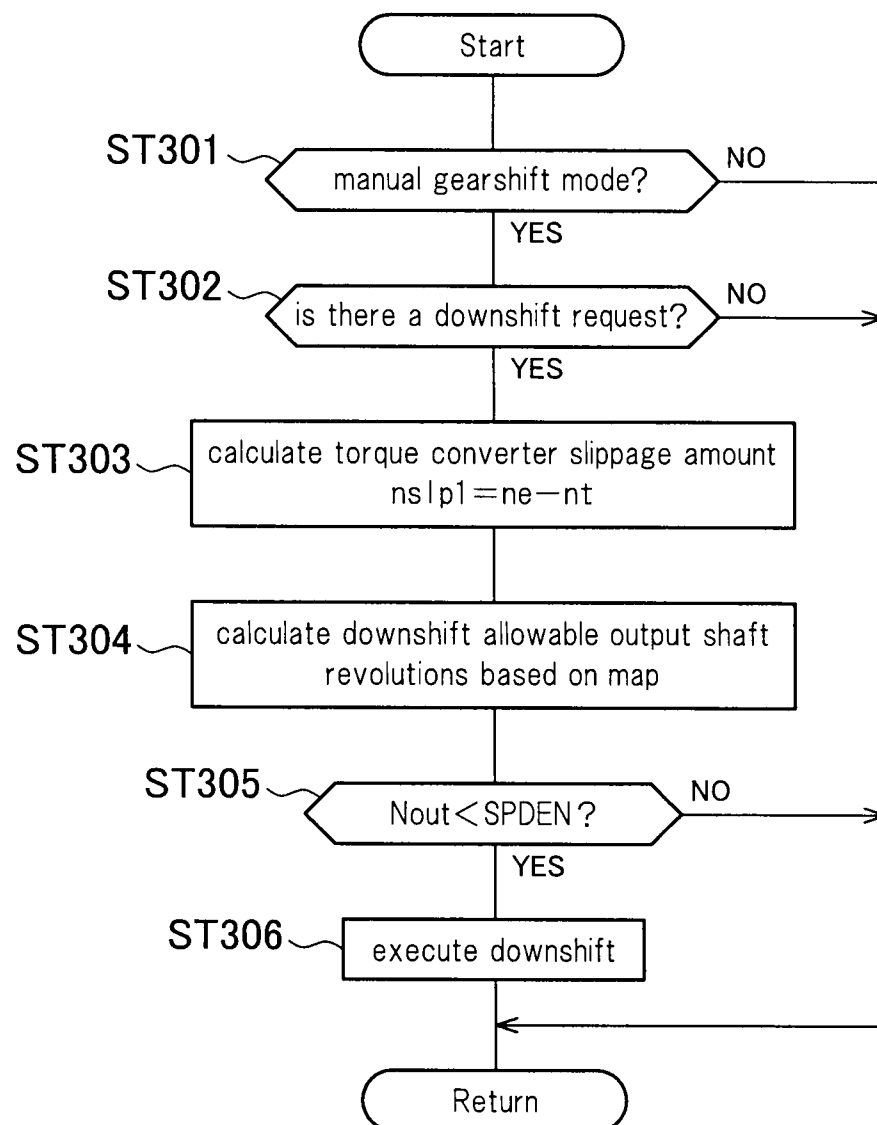 Start
ST301
manual gearshift mode?
NO
YES
ST302
is there a downshift request?
NO
YES
ST303
calculate torque converter slippage amount
nslp1=ne−nt
ST304
calculate downshift allowable output shaft
revolutions based on map
ST305
Nout<SPDEN?
NO
YES
ST306
execute downshift
Return